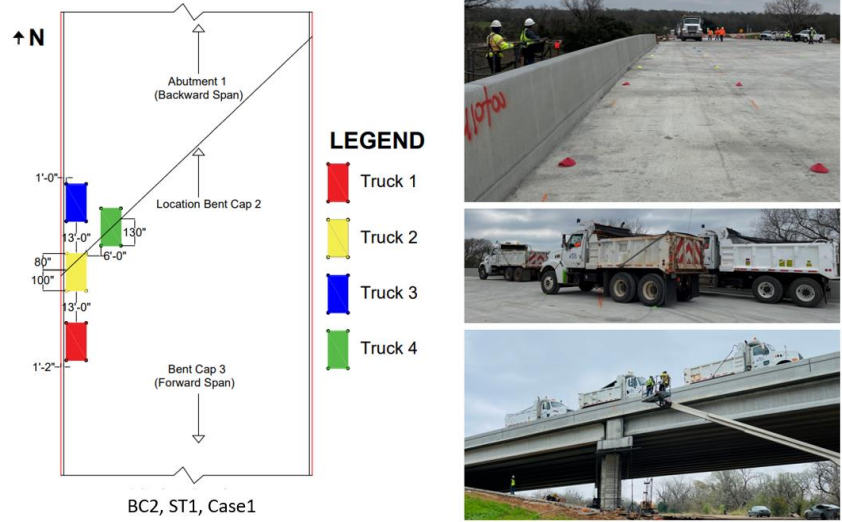 N
Abutment 1
(Backward Span)
LEGEND
Truck 1
1'-0"
Location Bent Cap 2
13'-0"
130"
6'-0"
80"
100"
Truck 2
13'-0"
Truck 3
Truck 4
1'-2"
Bent Cap 3
(Forward Span)
BC2, ST1, Case1